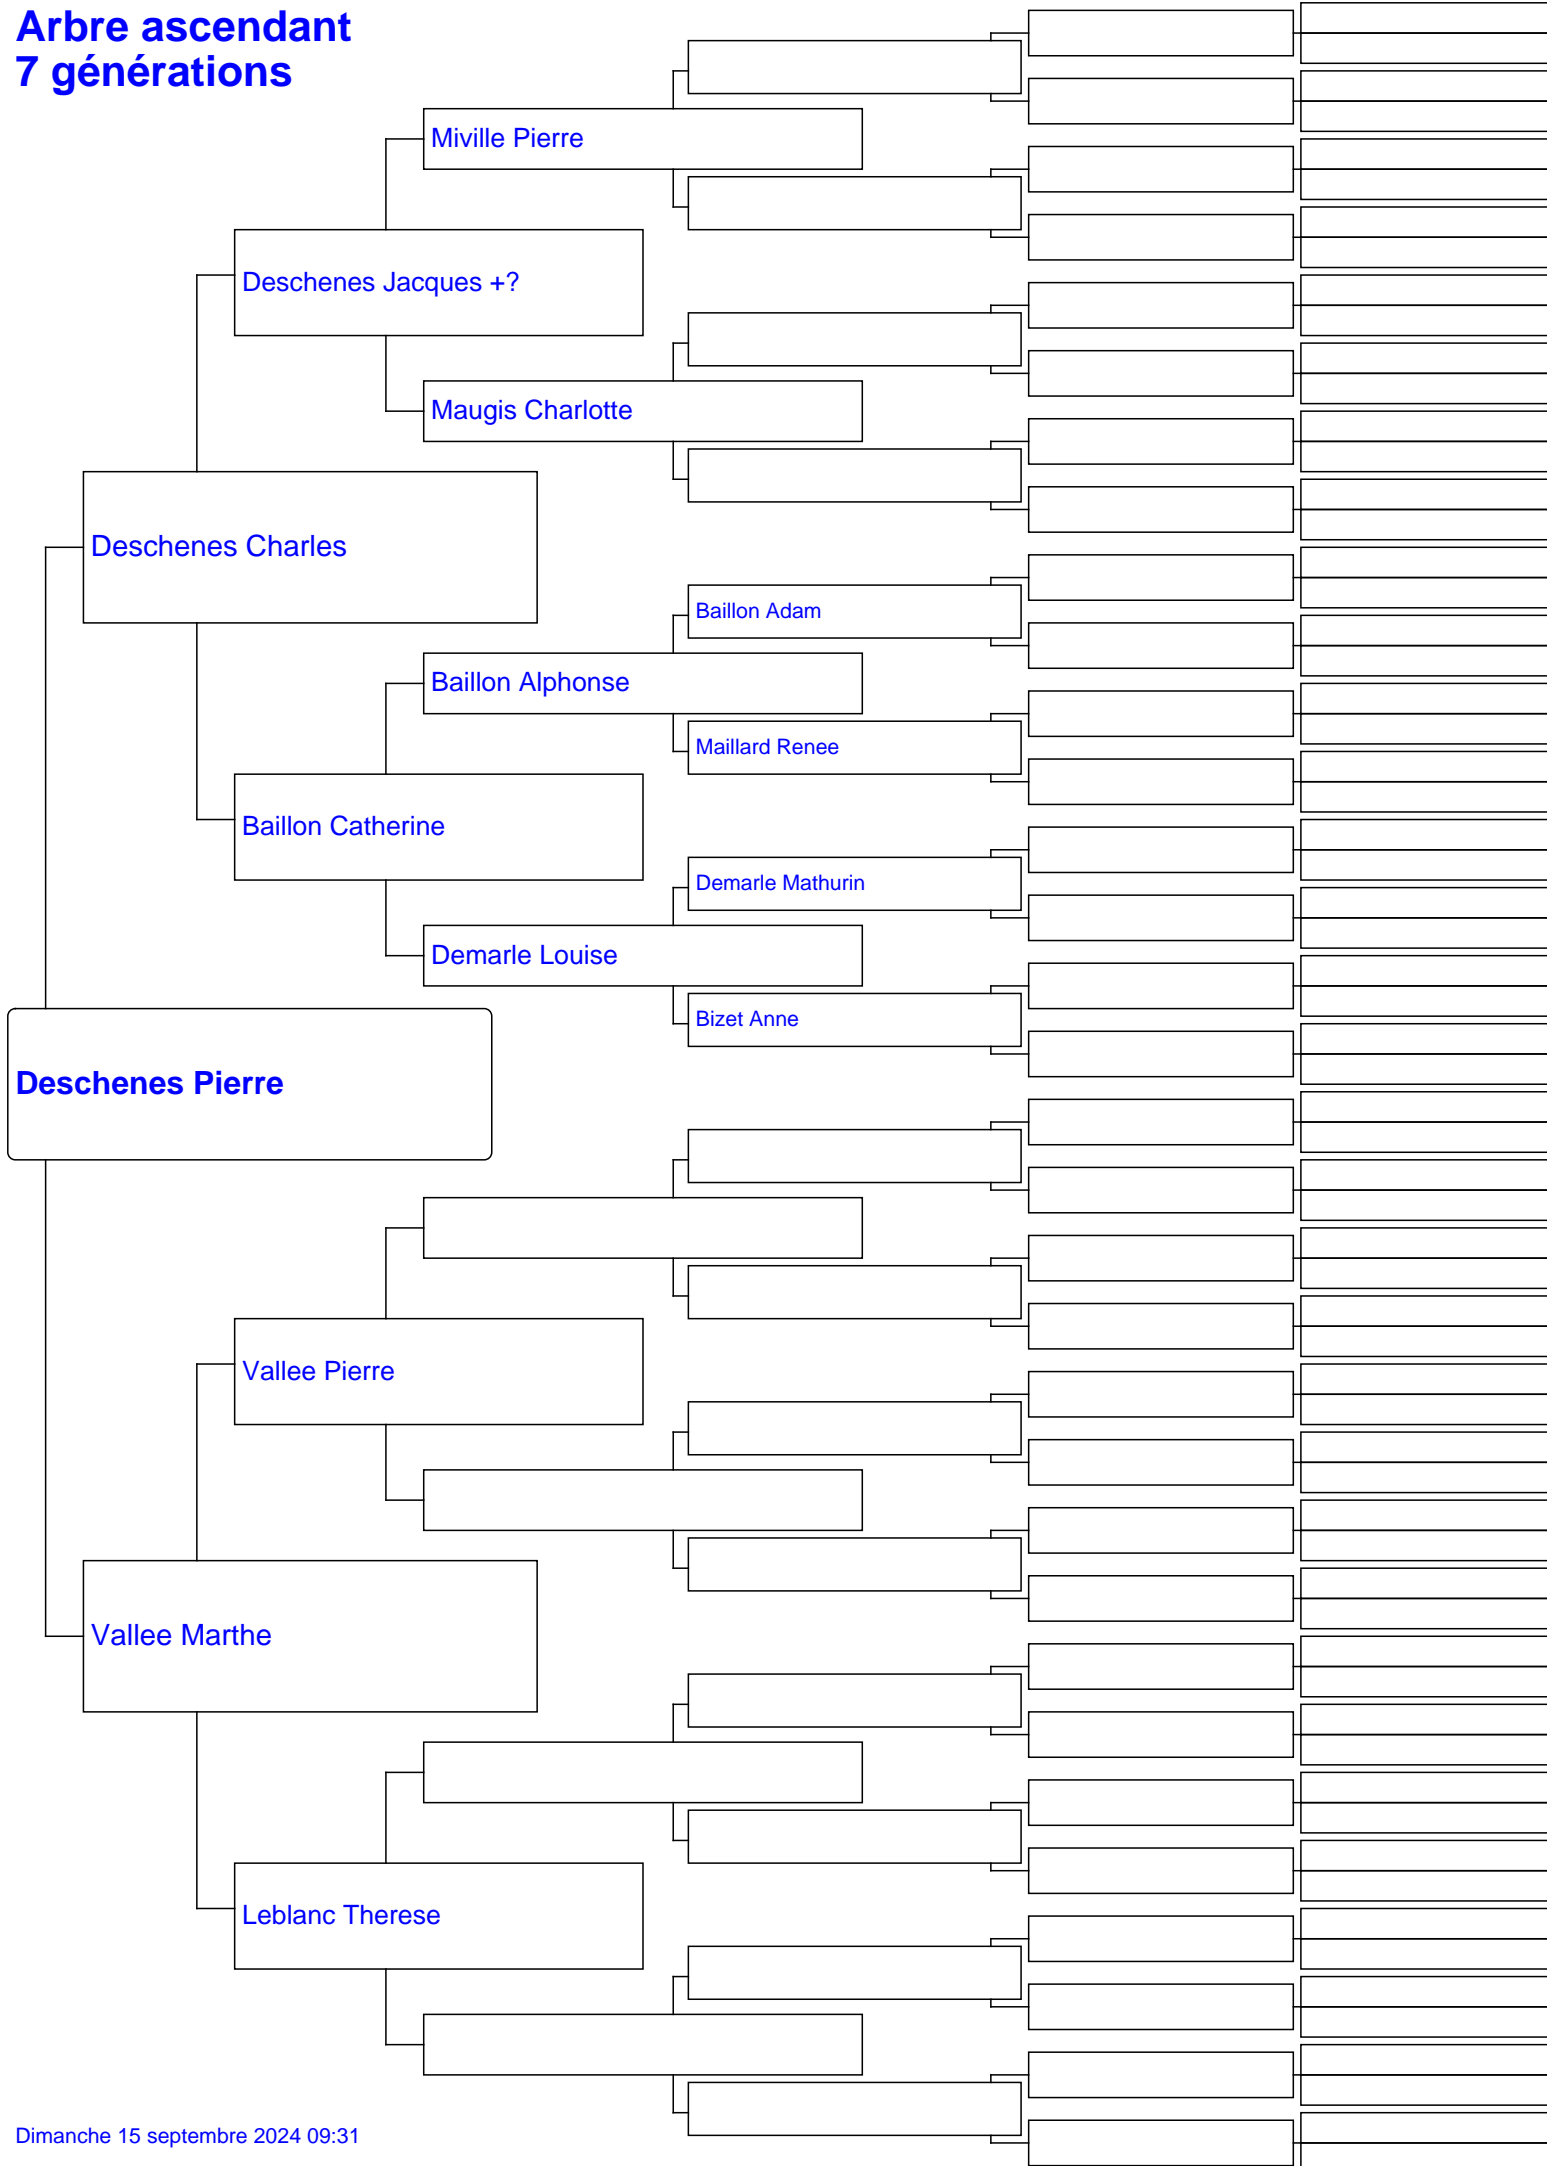 Arbre ascendant
7 générations
Miville Pierre
Deschenes Jacques +?
Maugis Charlotte
Deschenes Charles
Baillon Adam
Baillon Alphonse
Maillard Renee
Baillon Catherine
Demarle Mathurin
Demarle Louise
Bizet Anne
Deschenes Pierre
Vallee Pierre
Vallee Marthe
Leblanc Therese
Dimanche 15 septembre 2024 09:31